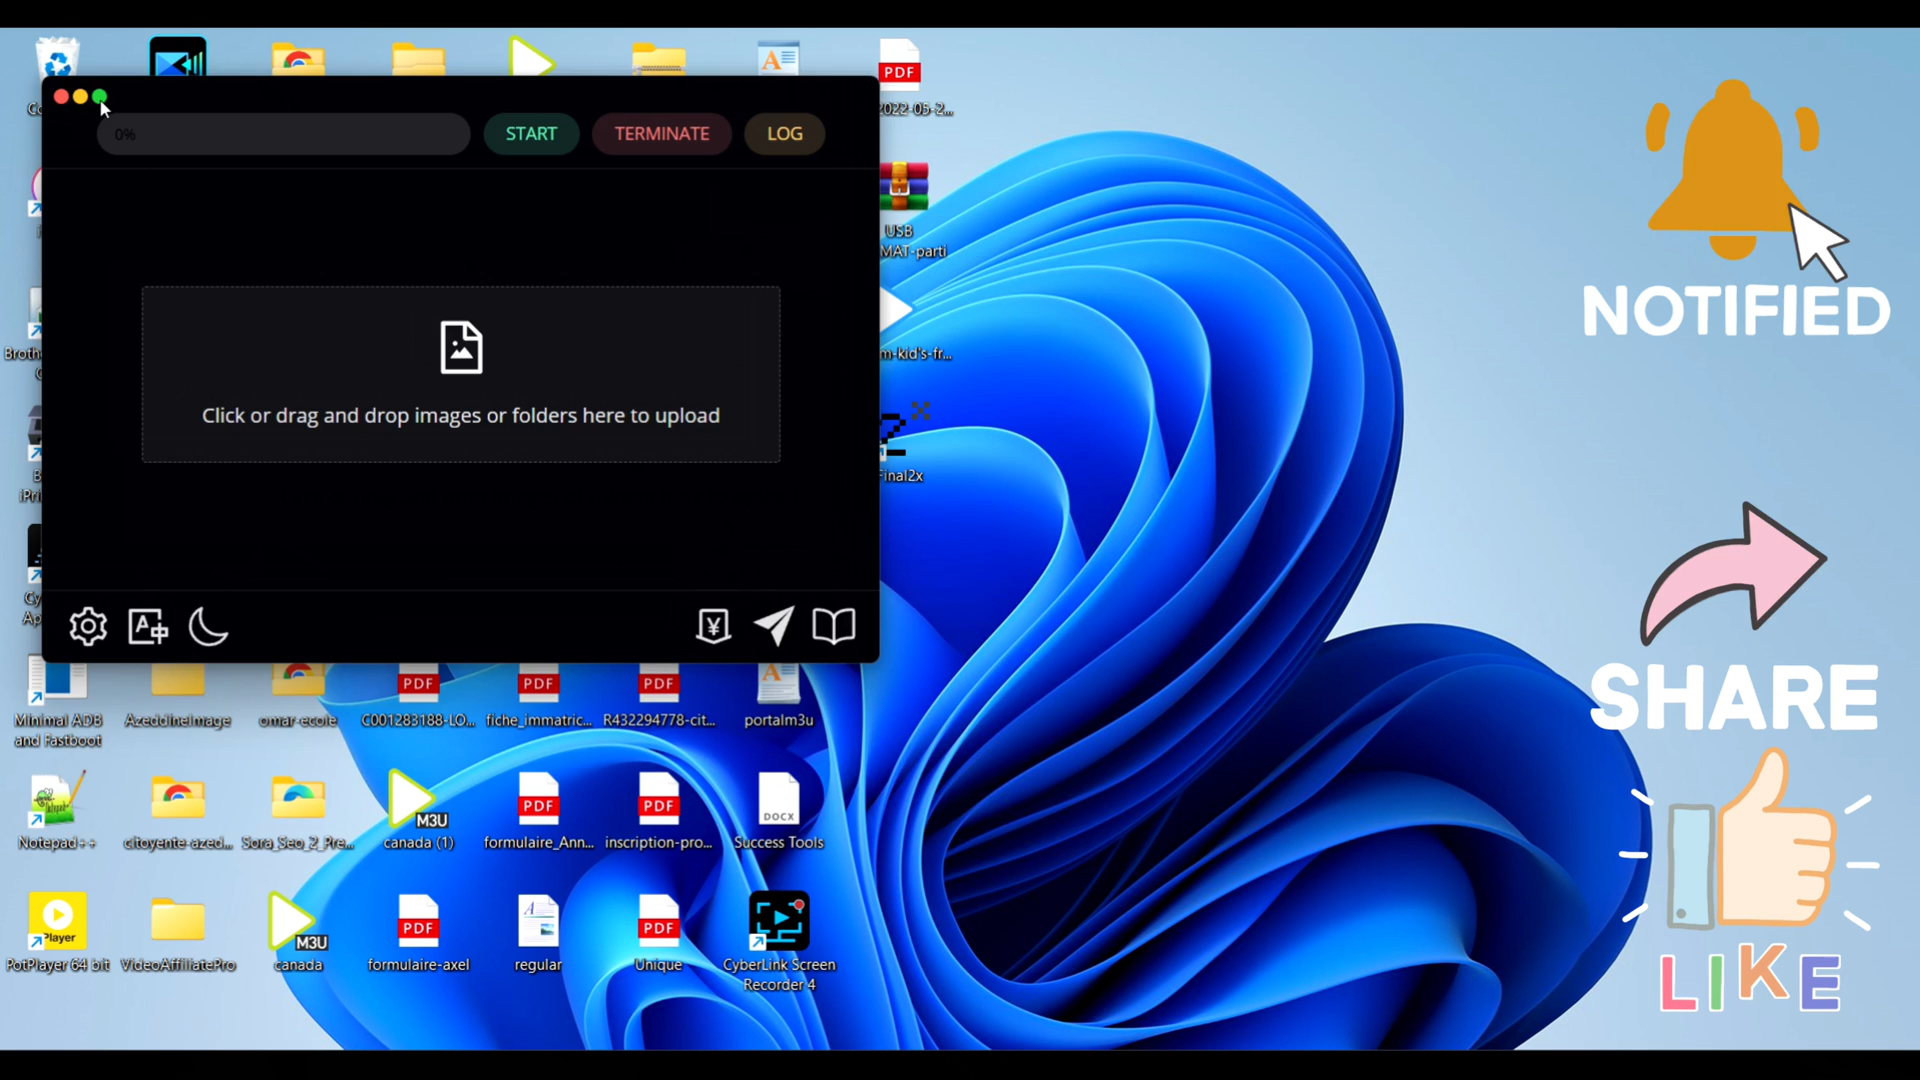 0%
START
TERMINATE
LOG
Click or drag and drop images or folders here to upload
PDF
2022-05-2...
USB
MAT-parti
m-kid's-fr...
Final2x
NOTIFIED
SHARE
LIKE
Minimal ADB
and Fastboot
AzeddineImage
omar-ecole
PDF
C001283188-LO...
PDF
fiche_immatric...
PDF
R432294778-cit...
portalm3u
Notepad++
citoyente-azed...
Sora_Seo_2_Pre...
M3U
canada (1)
PDF
formulaire_Ann...
PDF
inscription-pro...
DOCX
Success Tools
Player
PotPlayer 64 bit
VideoAffiliatePro
M3U
canada
PDF
formulaire-axel
regular
PDF
Unique
CyberLink Screen
Recorder 4